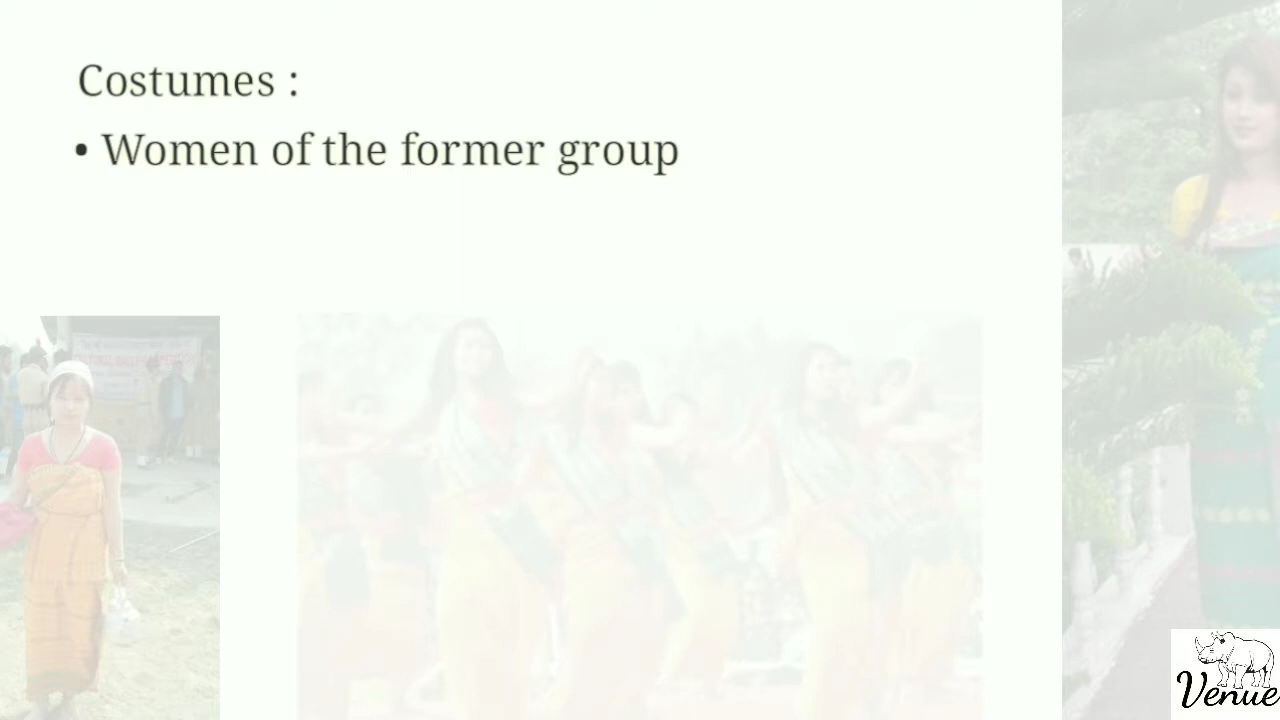 Costumes :
• Women of the former group
Venue